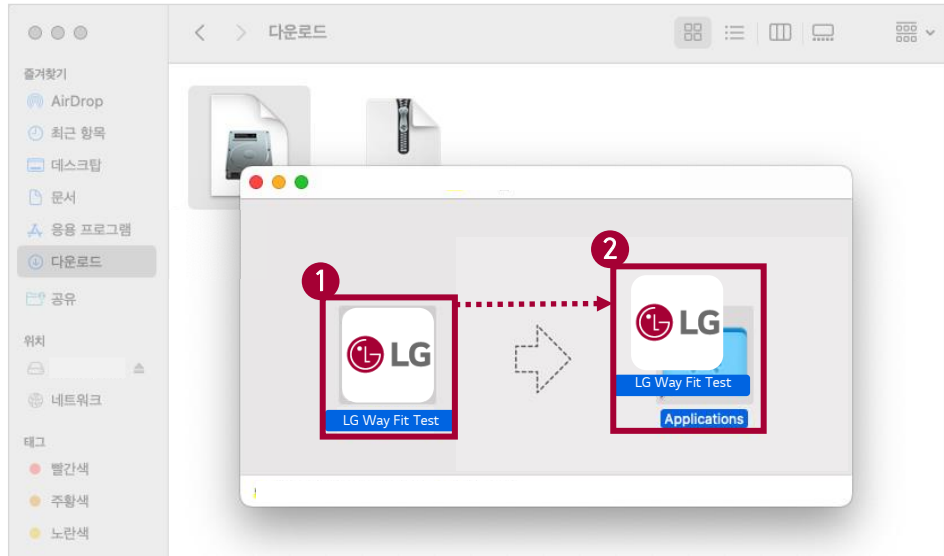 다운로드
즐겨찾기
AirDrop
최근 항목
데스크탑
문서
응용 프로그램
다운로드
공유
위치
네트워크
태그
빨간색
주황색
노란색
1
LG
LG Way Fit Test
2
LG
LG Way Fit Test
Applications